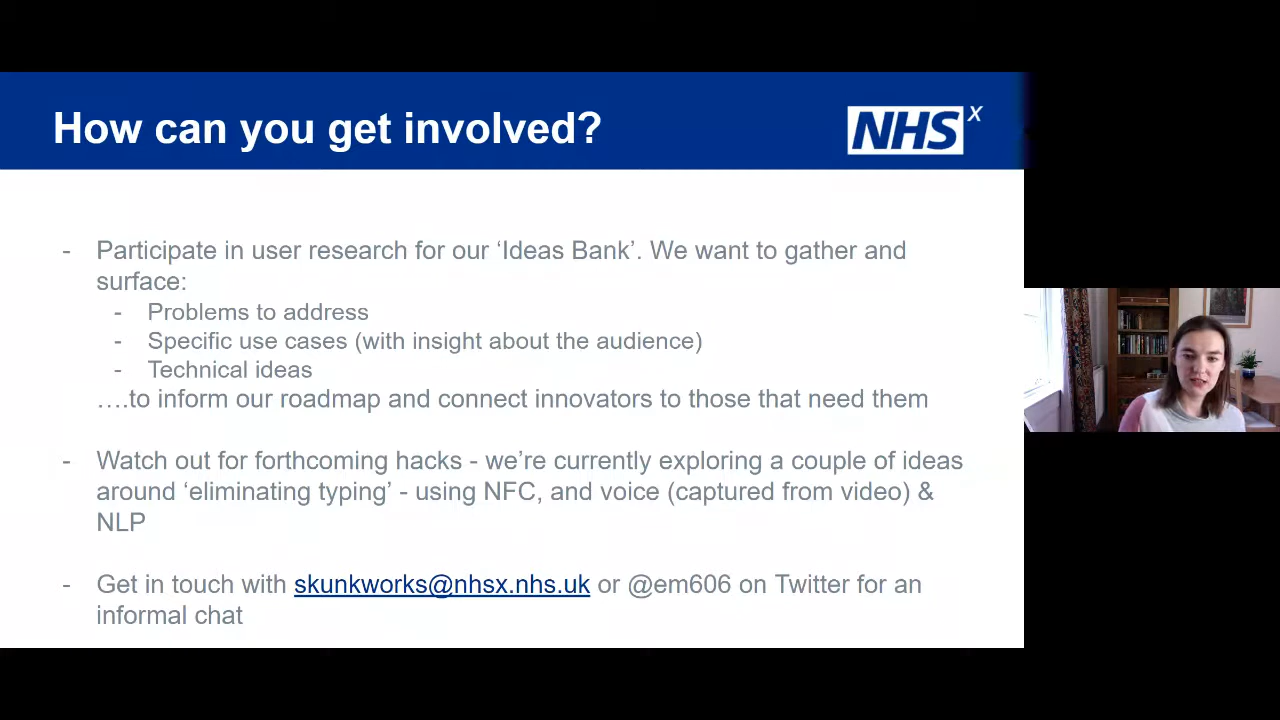 How can you get involved?
NHS X
- Participate in user research for our ‘Ideas Bank’. We want to gather and
surface:
- Problems to address
- Specific use cases (with insight about the audience)
- Technical ideas
….to inform our roadmap and connect innovators to those that need them
- Watch out for forthcoming hacks - we’re currently exploring a couple of ideas
around ‘eliminating typing’ - using NFC, and voice (captured from video) &
NLP
- Get in touch with skunkworks@nhsx.nhs.uk or @em606 on Twitter for an
informal chat